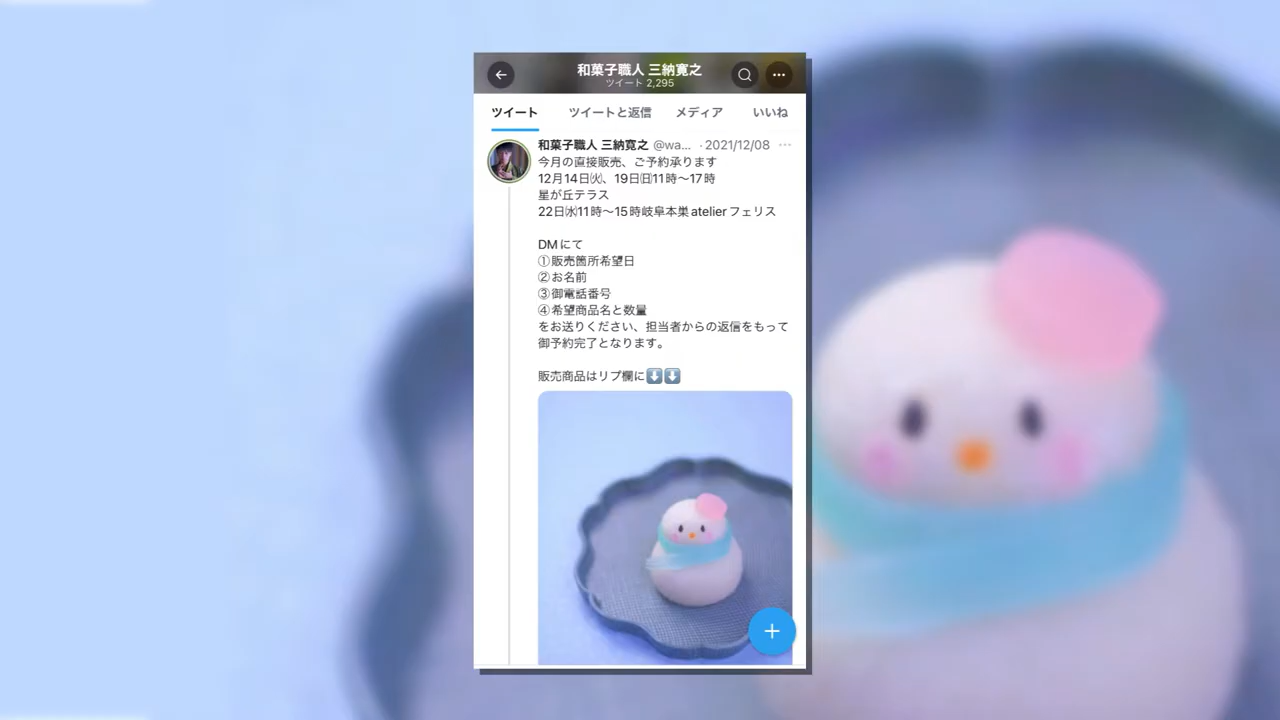 和菓子職人 三納寛之
ツイート 2,295
ツイート ツイートと返信 メディア いいね
和菓子職人 三納寛之 @wa... ・2021/12/08
今月の直接販売、ご予約承ります
12月14日㈫、19日㈰11時〜17時
星が丘テラス
22日㈬11時〜15時岐阜本巣atelierフェリス
DMにて
①販売箇所希望日
②お名前
③御電話番号
④希望商品名と数量
をお送りください、担当者からの返信をもって
御予約完了となります。
販売商品はリプ欄に⬇️⬇️